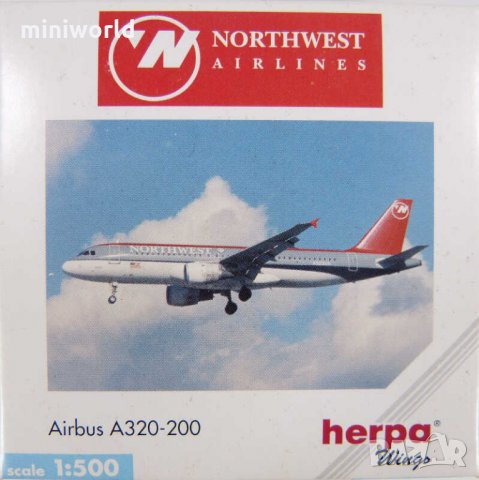 miniworld
NORTHWEST
AIRLINES
NORTHWEST
Airbus A320-200
herpa®
Wings
scale 1:500